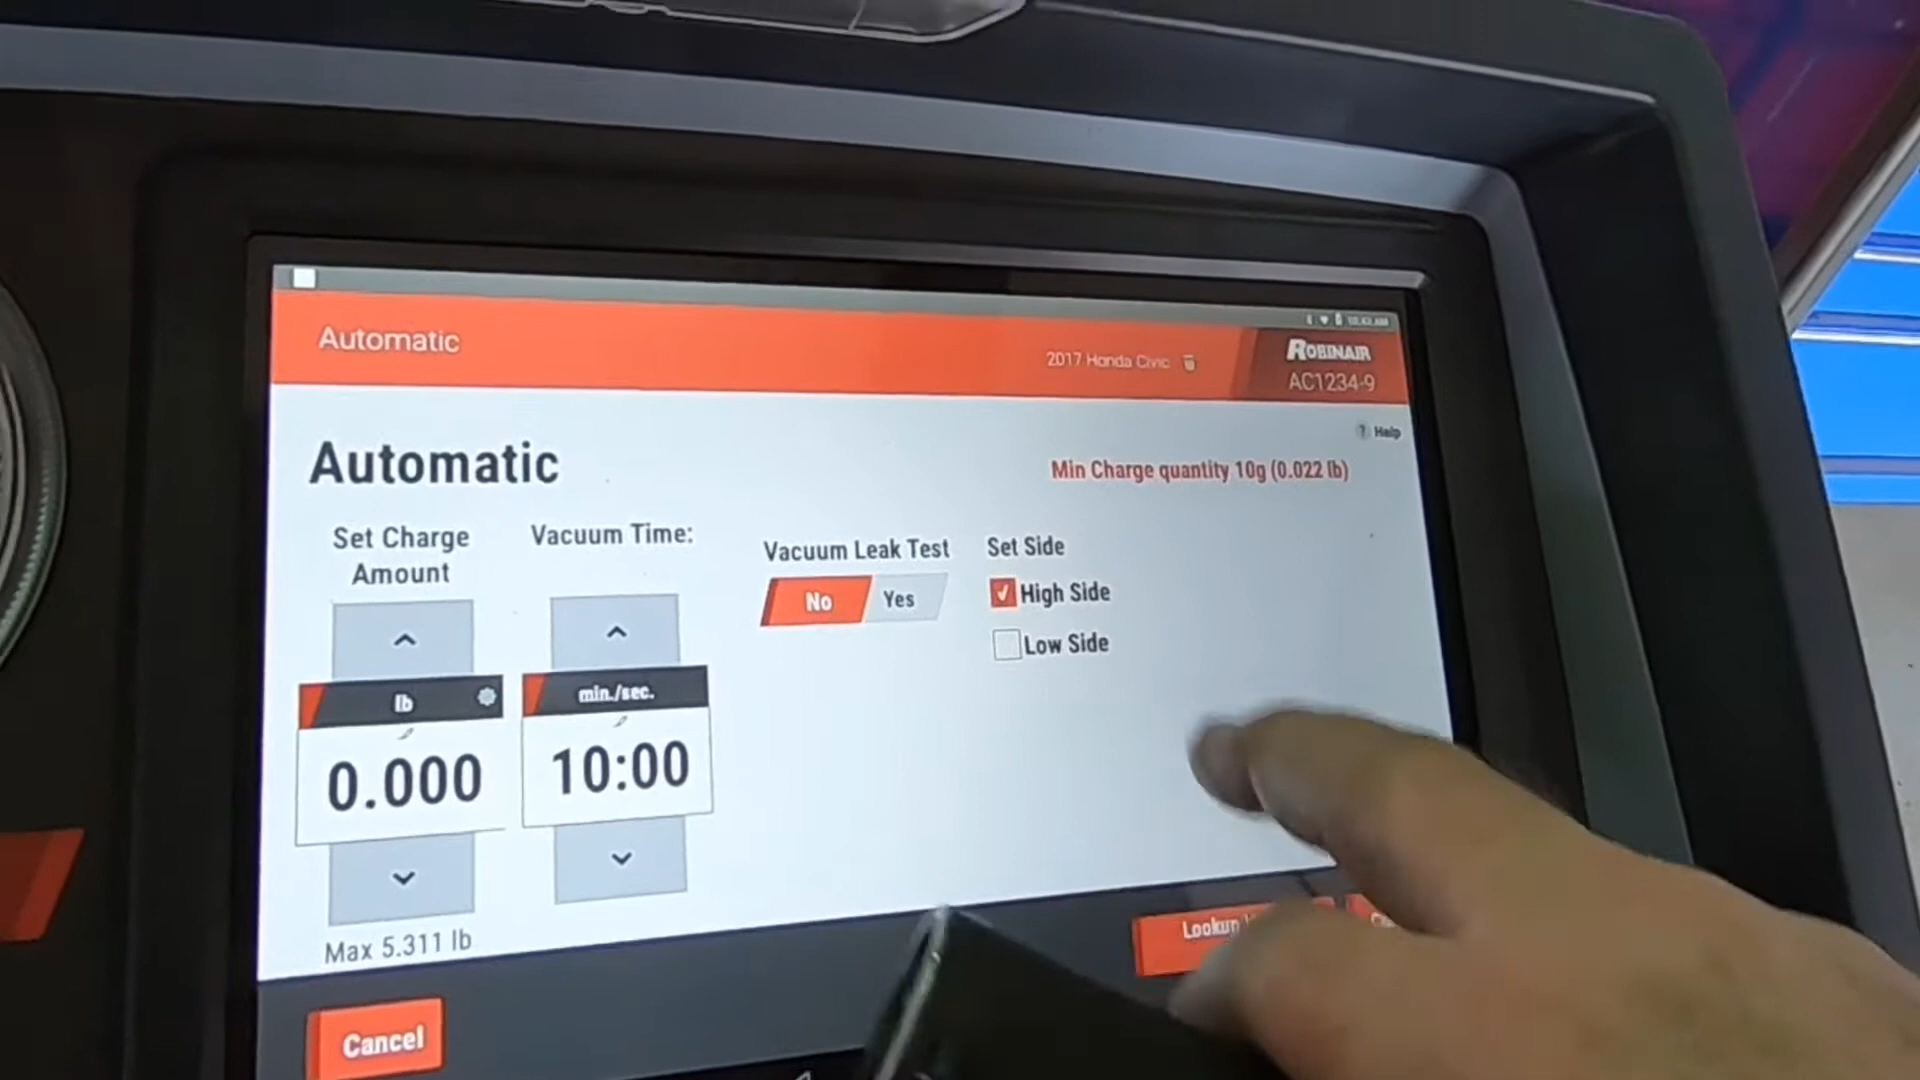 Automatic
2017 Honda Civic
ROBINAIR
AC1234-9
? Help
Automatic
Min Charge quantity 10g (0.022 lb)
Set Charge
Amount
Vacuum Time:
Vacuum Leak Test
No
Yes
Set Side
High Side
Low Side
lb
min./sec.
0.000
10:00
Max 5.311 lb
Lookup
Cancel